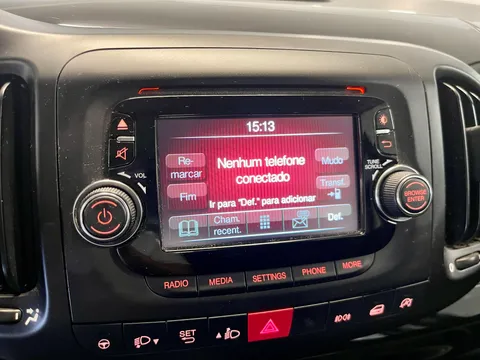 15:13
Re-
marcar
Nenhum telefone
conectado
Mudo
Fim
Transf.
Ir para "Def." para adicionar
Cham.
recent.
Def.
VOL
TUNE
SCROLL
BROWSE
ENTER
RADIO
MEDIA
SETTINGS
PHONE
MORE
SET